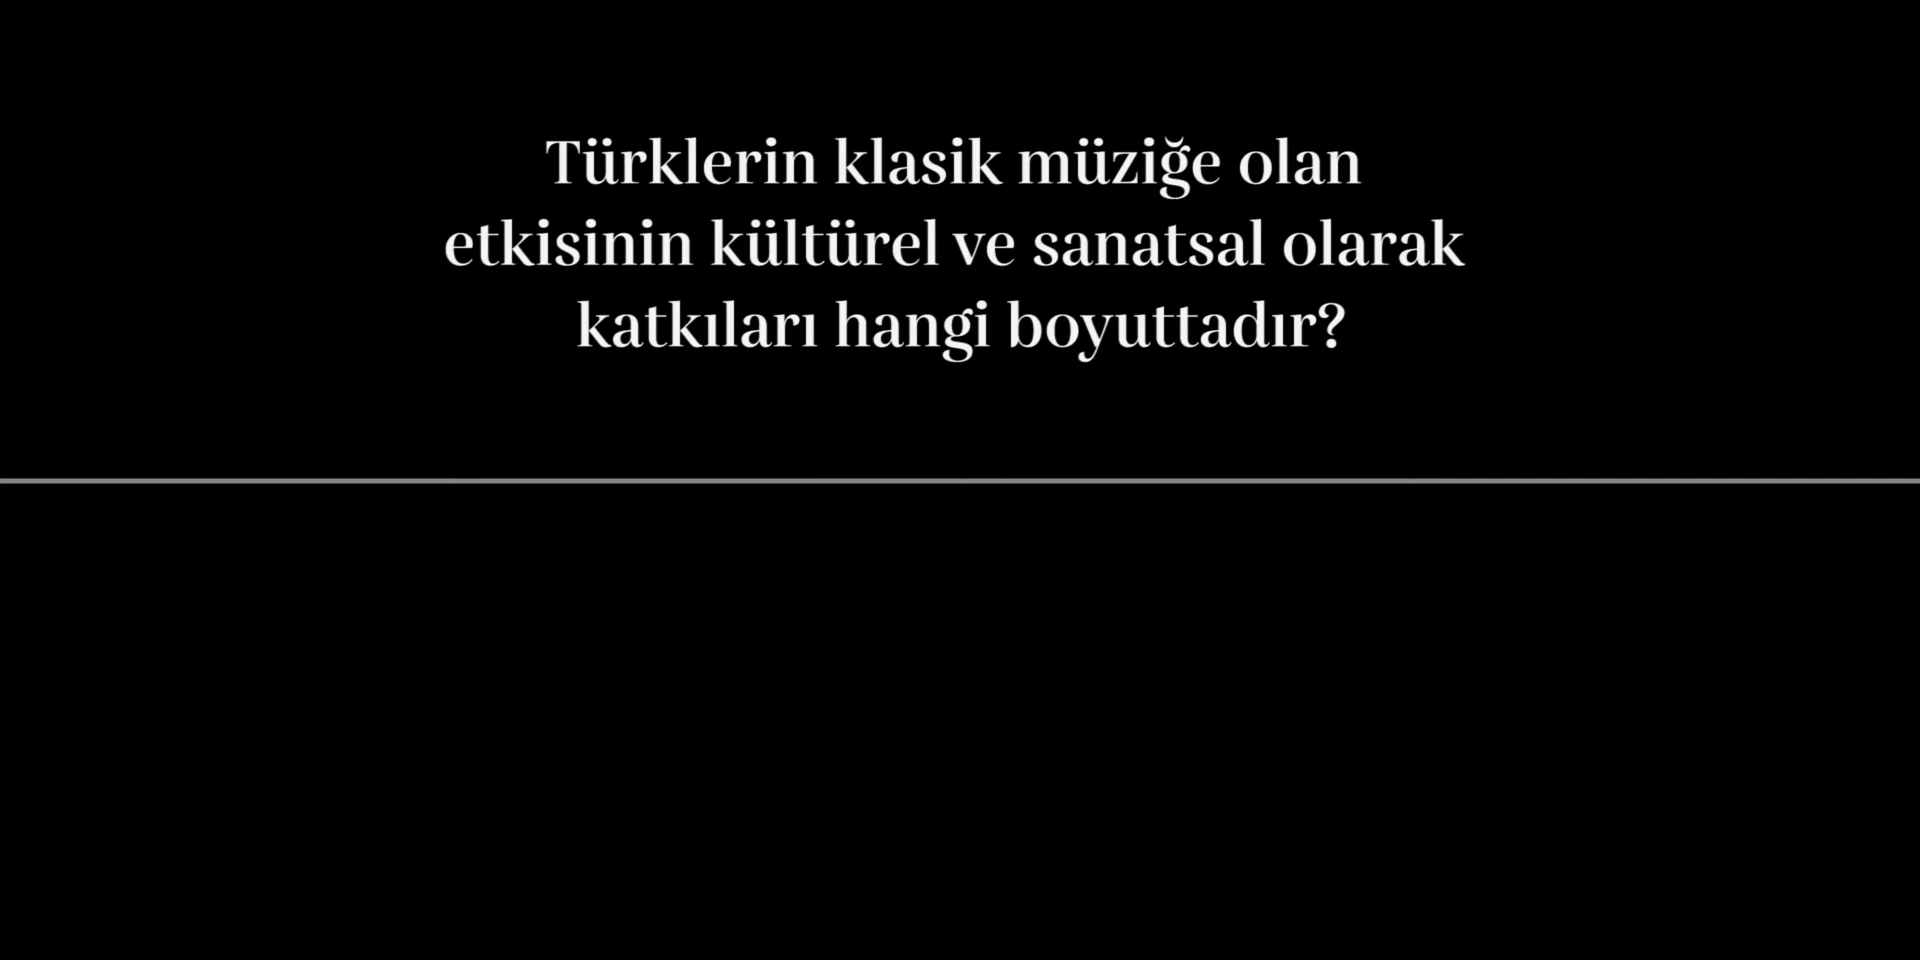 Türklerin klasik müziğe olan
etkisinin kültürel ve sanatsal olarak
katkıları hangi boyuttadır?